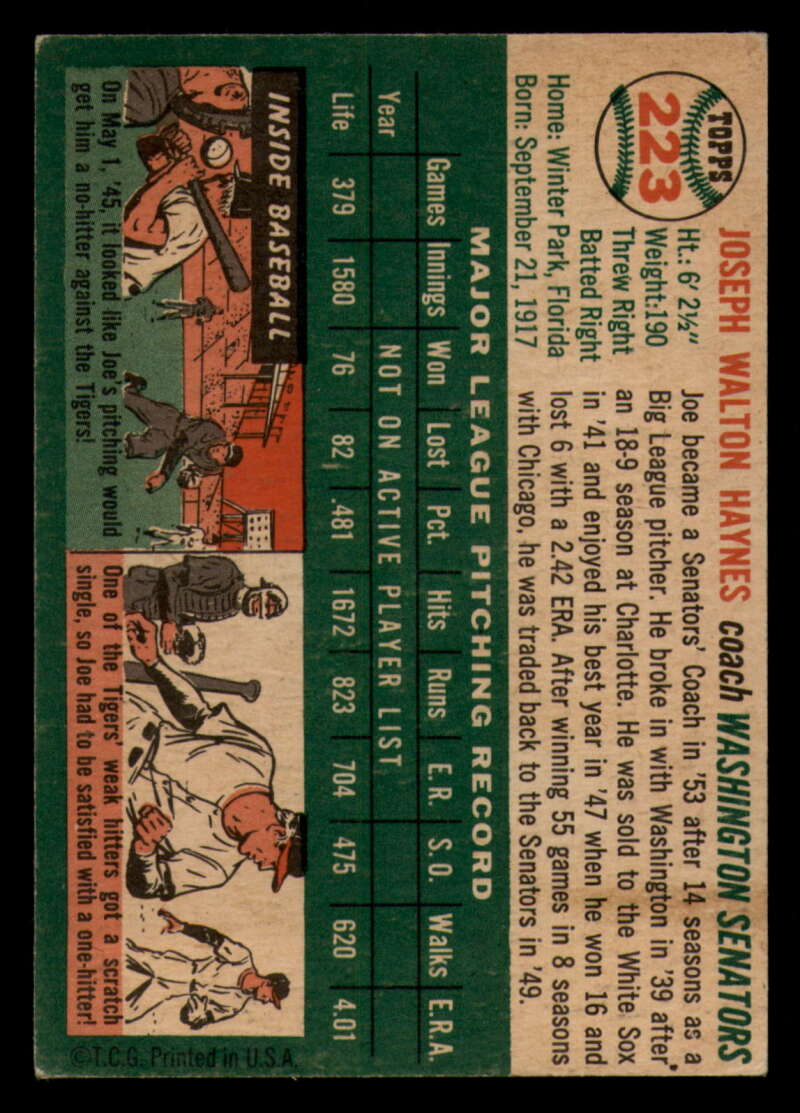 TOPPS
223
JOSEPH WALTON HAYNES coach WASHINGTON SENATORS
Ht.: 6' 2½"
Weight:190
Threw Right
Batted Right
Home: Winter Park, Florida
Born: September 21, 1917
Joe became a Senators' Coach in '53 after 14 seasons as a
Big League pitcher. He broke in with Washington in '39 after
an 18-9 season at Charlotte. He was sold to the White Sox
in '41 and enjoyed his best year in '47 when he won 16 and
lost 6 with a 2.42 ERA. After winning 55 games in 8 seasons
with Chicago, he was traded back to the Senators in '49.
MAJOR LEAGUE PITCHING RECORD
Games Innings Won Lost Pct. Hits Runs E.R. S.O. Walks E.R.A.
Year NOT ON ACTIVE PLAYER LIST
Life 379 1580 76 82 .481 1672 823 704 475 620 4.01
INSIDE BASEBALL
On May 1, '45, it looked like Joe's pitching would
get him a no-hitter against the Tigers!
One of the Tigers' weak hitters got a scratch
single, so Joe had to be satisfied with a one-hitter!
©T.C.G. Printed in U.S.A.